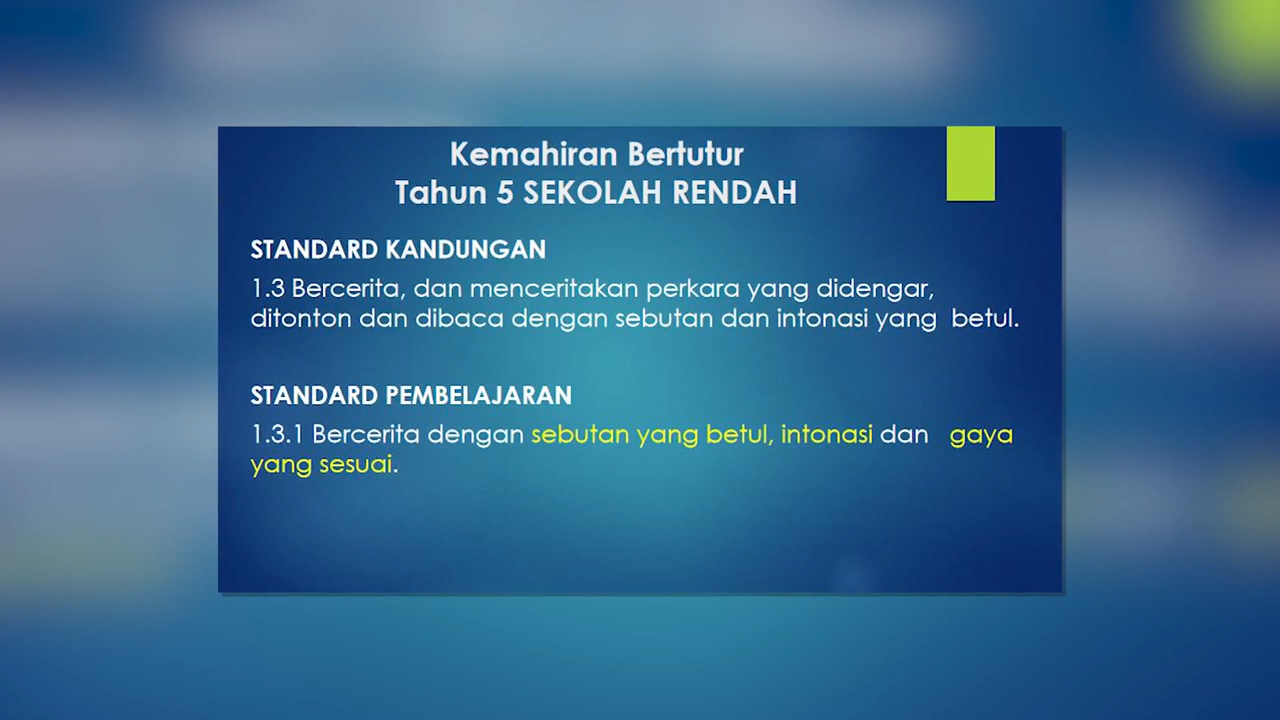 Kemahiran Bertutur
Tahun 5 SEKOLAH RENDAH
STANDARD KANDUNGAN
1.3 Bercerita, dan menceritakan perkara yang didengar,
ditonton dan dibaca dengan sebutan dan intonasi yang betul.
STANDARD PEMBELAJARAN
1.3.1 Bercerita dengan sebutan yang betul, intonasi dan gaya
yang sesuai.